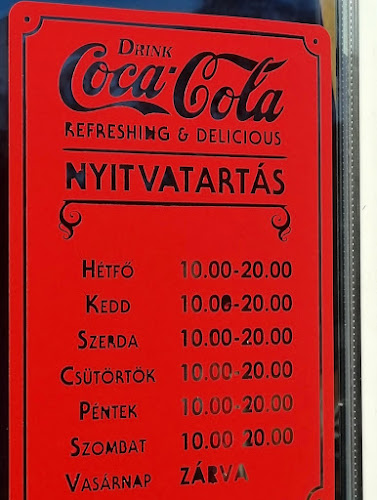 DRINK
Coca-Cola
REFRESHING & DELICIOUS
NYITVATARTÁS
HÉTFŐ 10.00-20.00
KEDD 10.00-20.00
SZERDA 10.00-20.00
CSÜTÖRTÖK 10.00-20.00
PÉNTEK 10.00-20.00
SZOMBAT 10.00 20.00
VASÁRNAP ZÁRVA